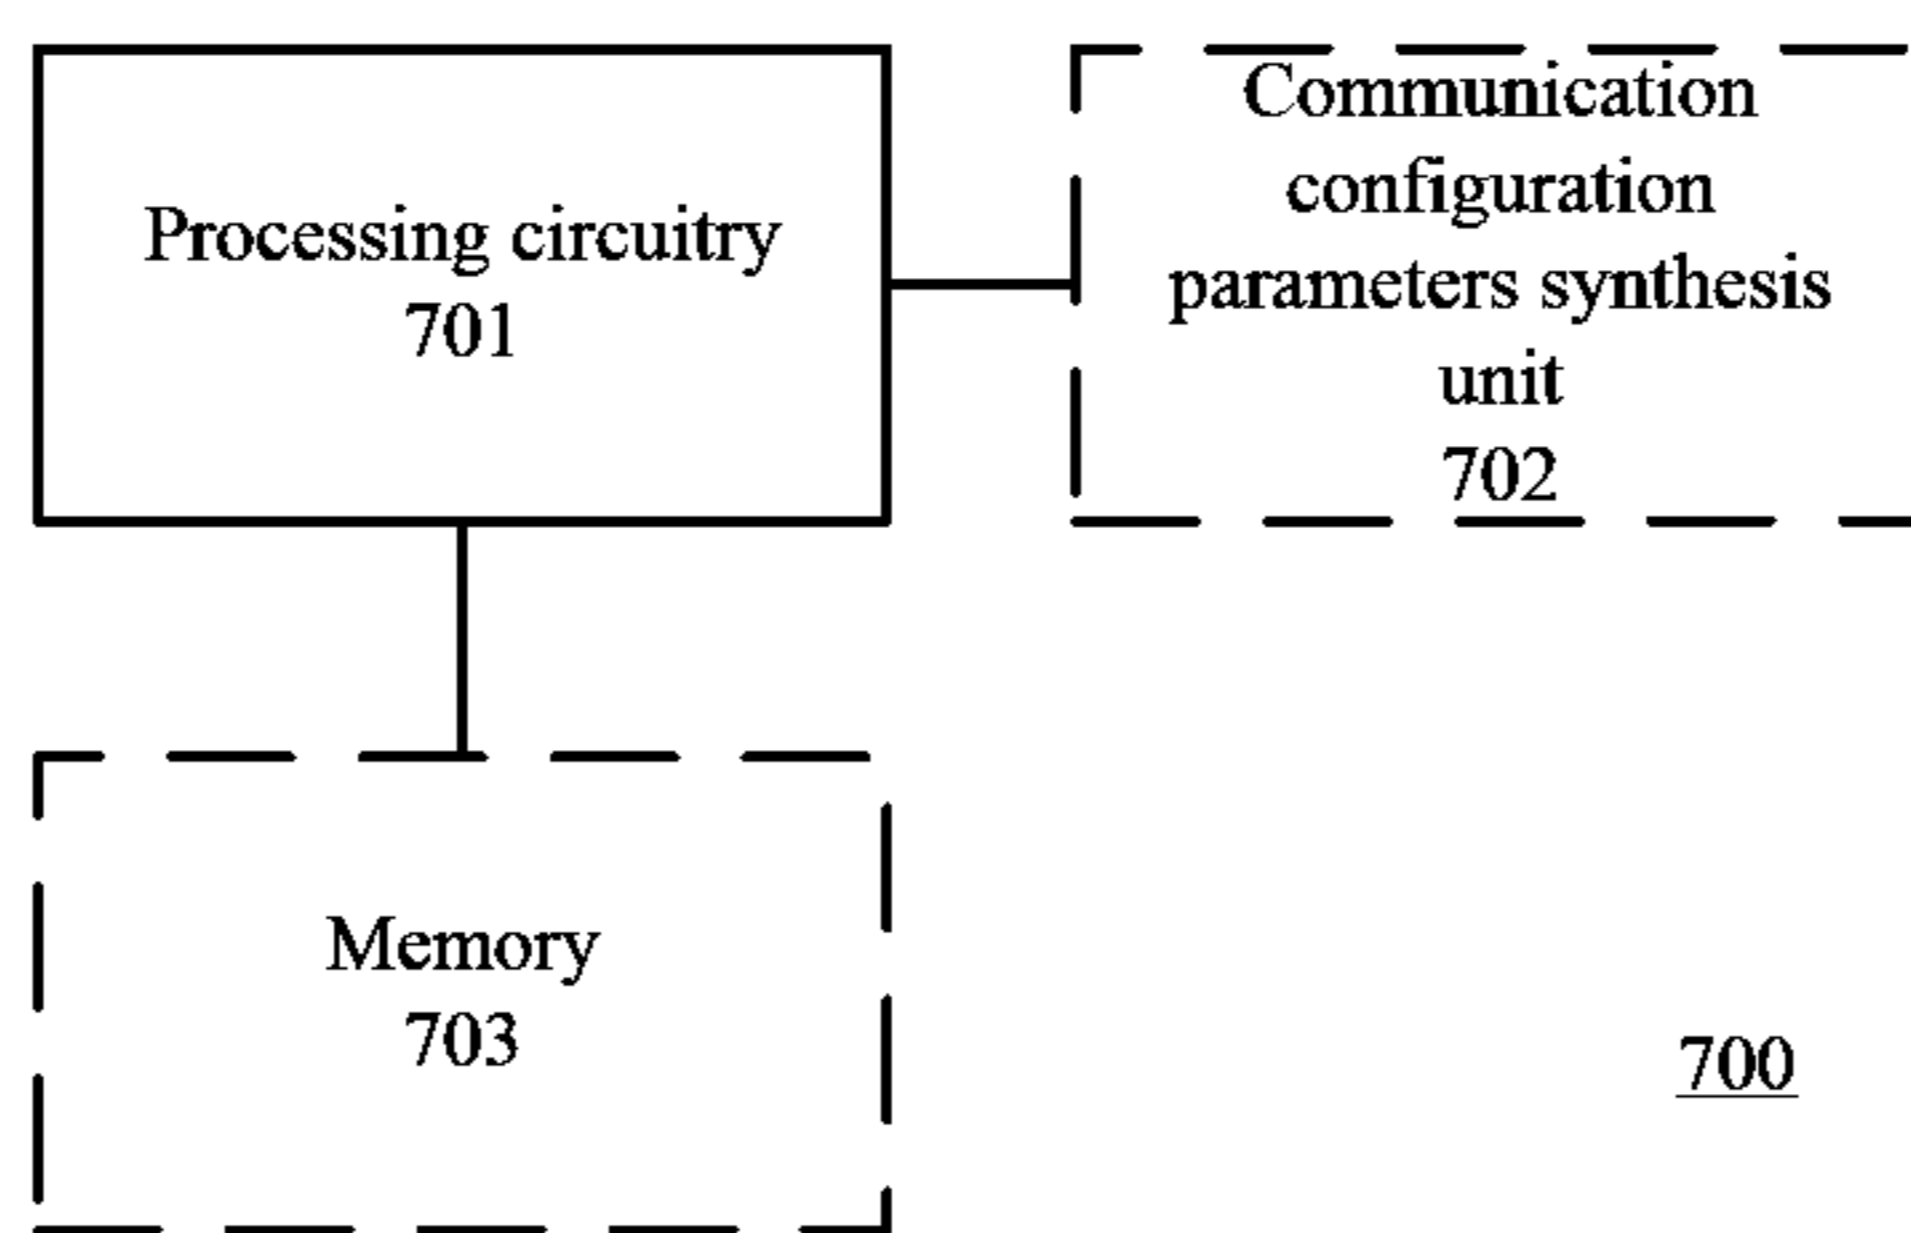 Processing circuitry
701
Communication
configuration
parameters synthesis
unit
702
Memory
703
700